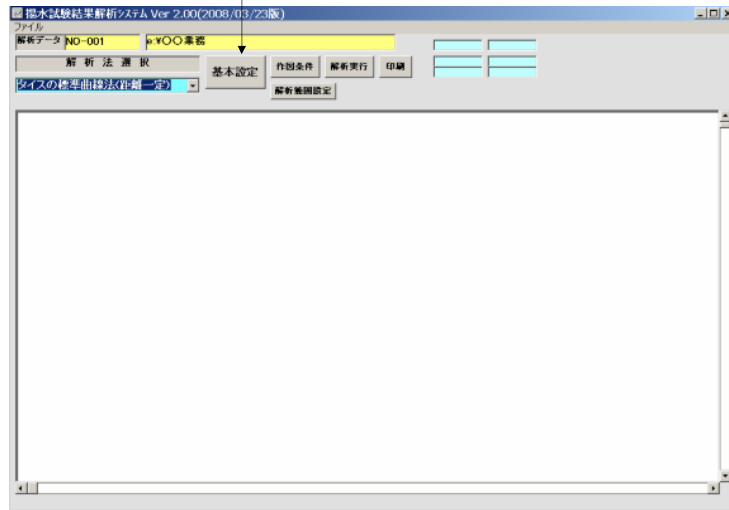 揚水試験結果解析システム Ver 2.00(2008/03/23版)
ファイル
解析データ NO-001 e:¥〇〇業務
解析法選択
基本設定 作図条件 解析実行 印刷
タイスの標準曲線法(距離一定)
解析範囲設定